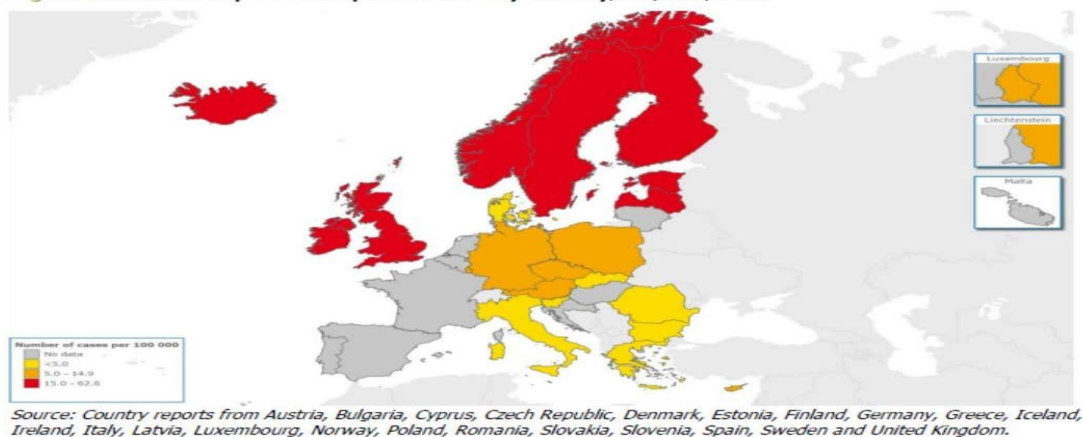 Luxembourg
Liechtenstein
Malta
Number of cases per 100 000
No data
<5.0
5.0 – 14.9
15.0 – 62.6
Source: Country reports from Austria, Bulgaria, Cyprus, Czech Republic, Denmark, Estonia, Finland, Germany, Greece, Iceland,
Ireland, Italy, Latvia, Luxembourg, Norway, Poland, Romania, Slovakia, Slovenia, Spain, Sweden and United Kingdom.